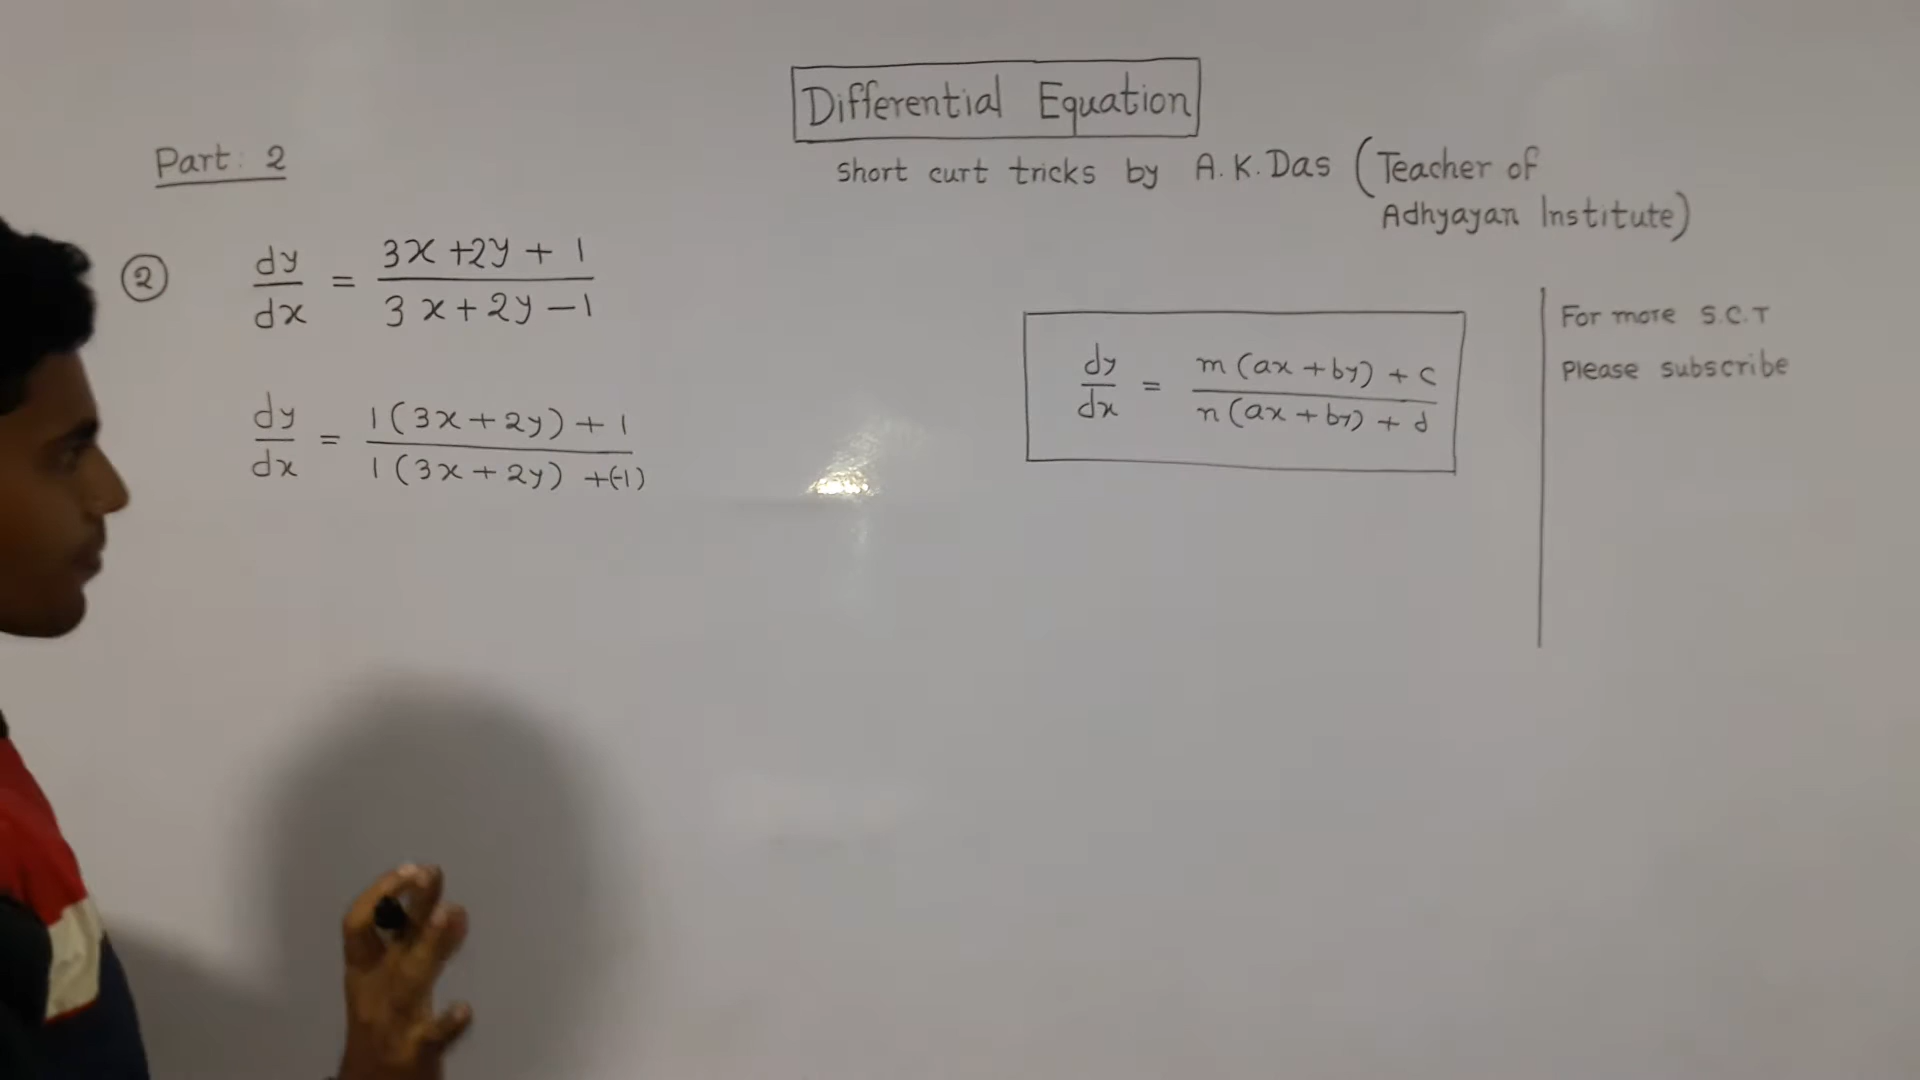 Differential Equation
Short curt tricks by A.K.Das (Teacher of
Adhyayan Institute)
Part: 2
② dy/dx = (3x+2y+1)/(3x+2y-1)
dy/dx = (1(3x+2y)+1)/(1(3x+2y)+(-1))
dy/dx = (m(ax+by)+c)/(n(ax+by)+d)
For more S.C.T
Please subscribe